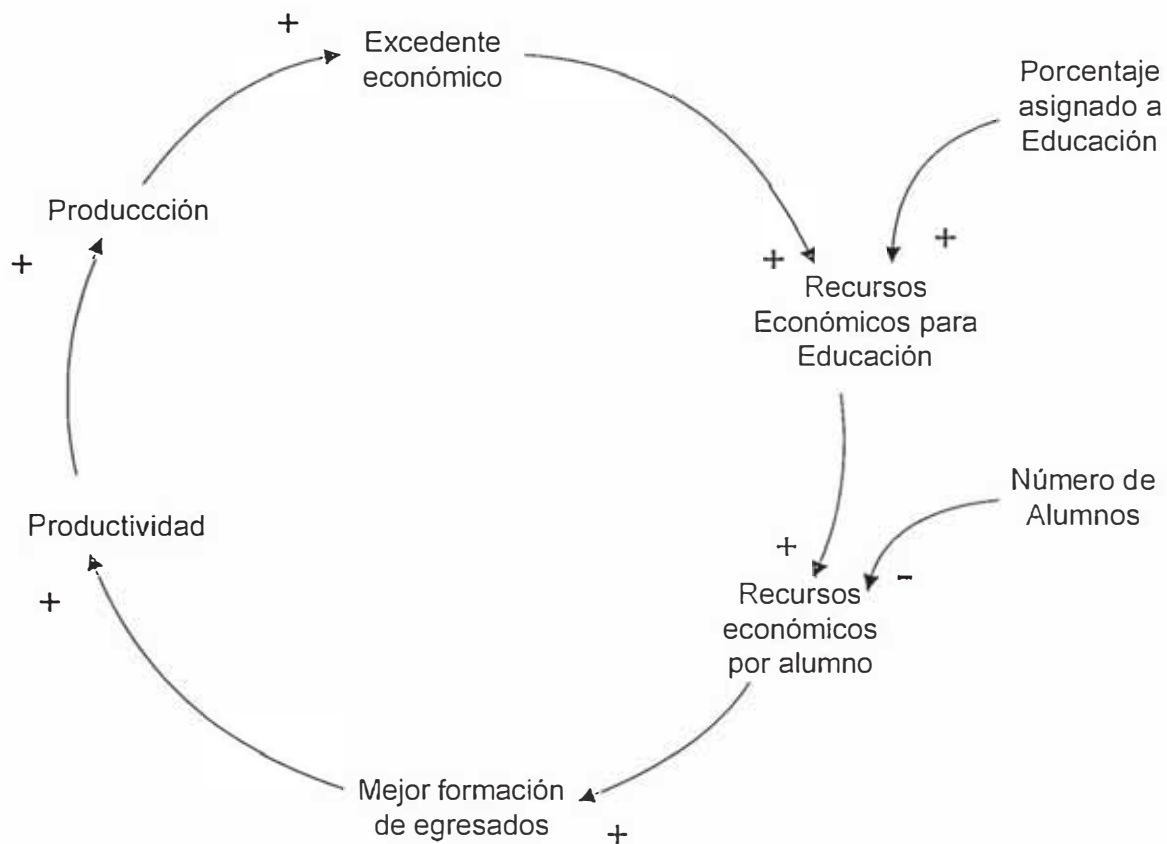 +
Excedente
económico
Porcentaje
asignado a
Educación
Produccción
+
+
+
Recursos
Económicos para
Educación
Número de
Alumnos
Productividad
+
-
Recursos
económicos
por alumno
+
Mejor formación
de egresados
+